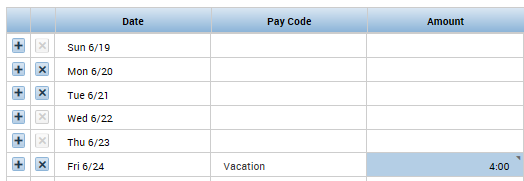 Date Pay Code Amount
Sun 6/19
Mon 6/20
Tue 6/21
Wed 6/22
Thu 6/23
Fri 6/24 Vacation 4:00